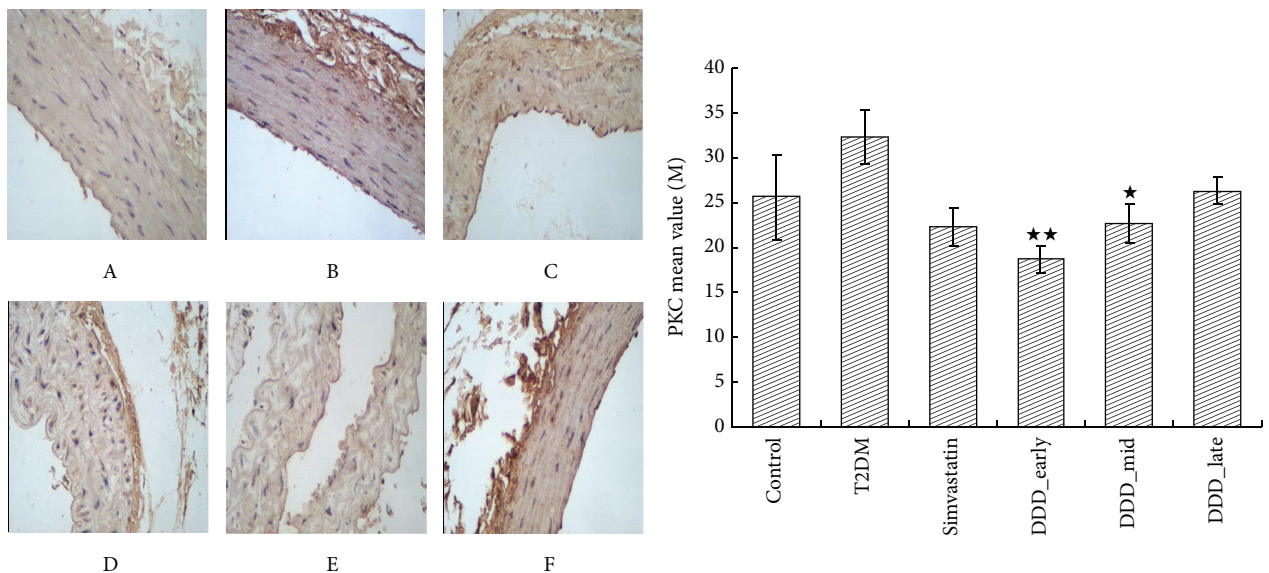 A
B
C
D
E
F
PKC mean value (M)
40
35
30
25
20
15
10
5
0
★★
★
Control
T2DM
Simvastatin
DDD_early
DDD_mid
DDD_late